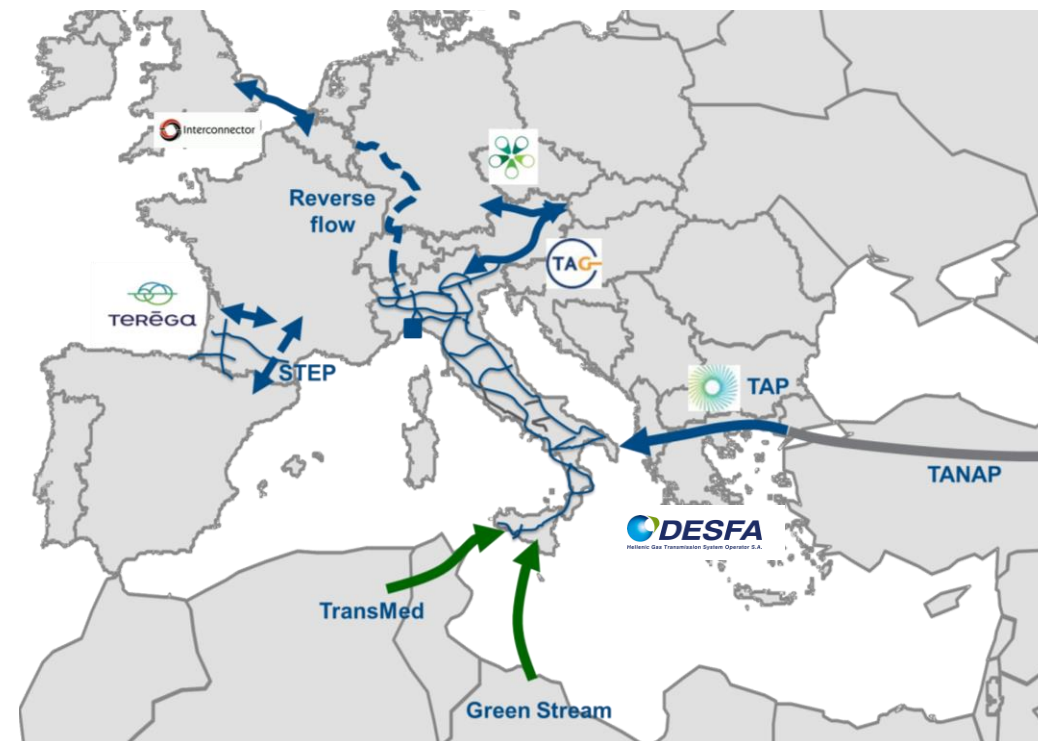 Interconnector
Reverse
flow
TAG
TERĒGA
STEP
TAP
TANAP
DESFA
Hellenic Gas Transmission System Operator S.A.
TransMed
Green Stream